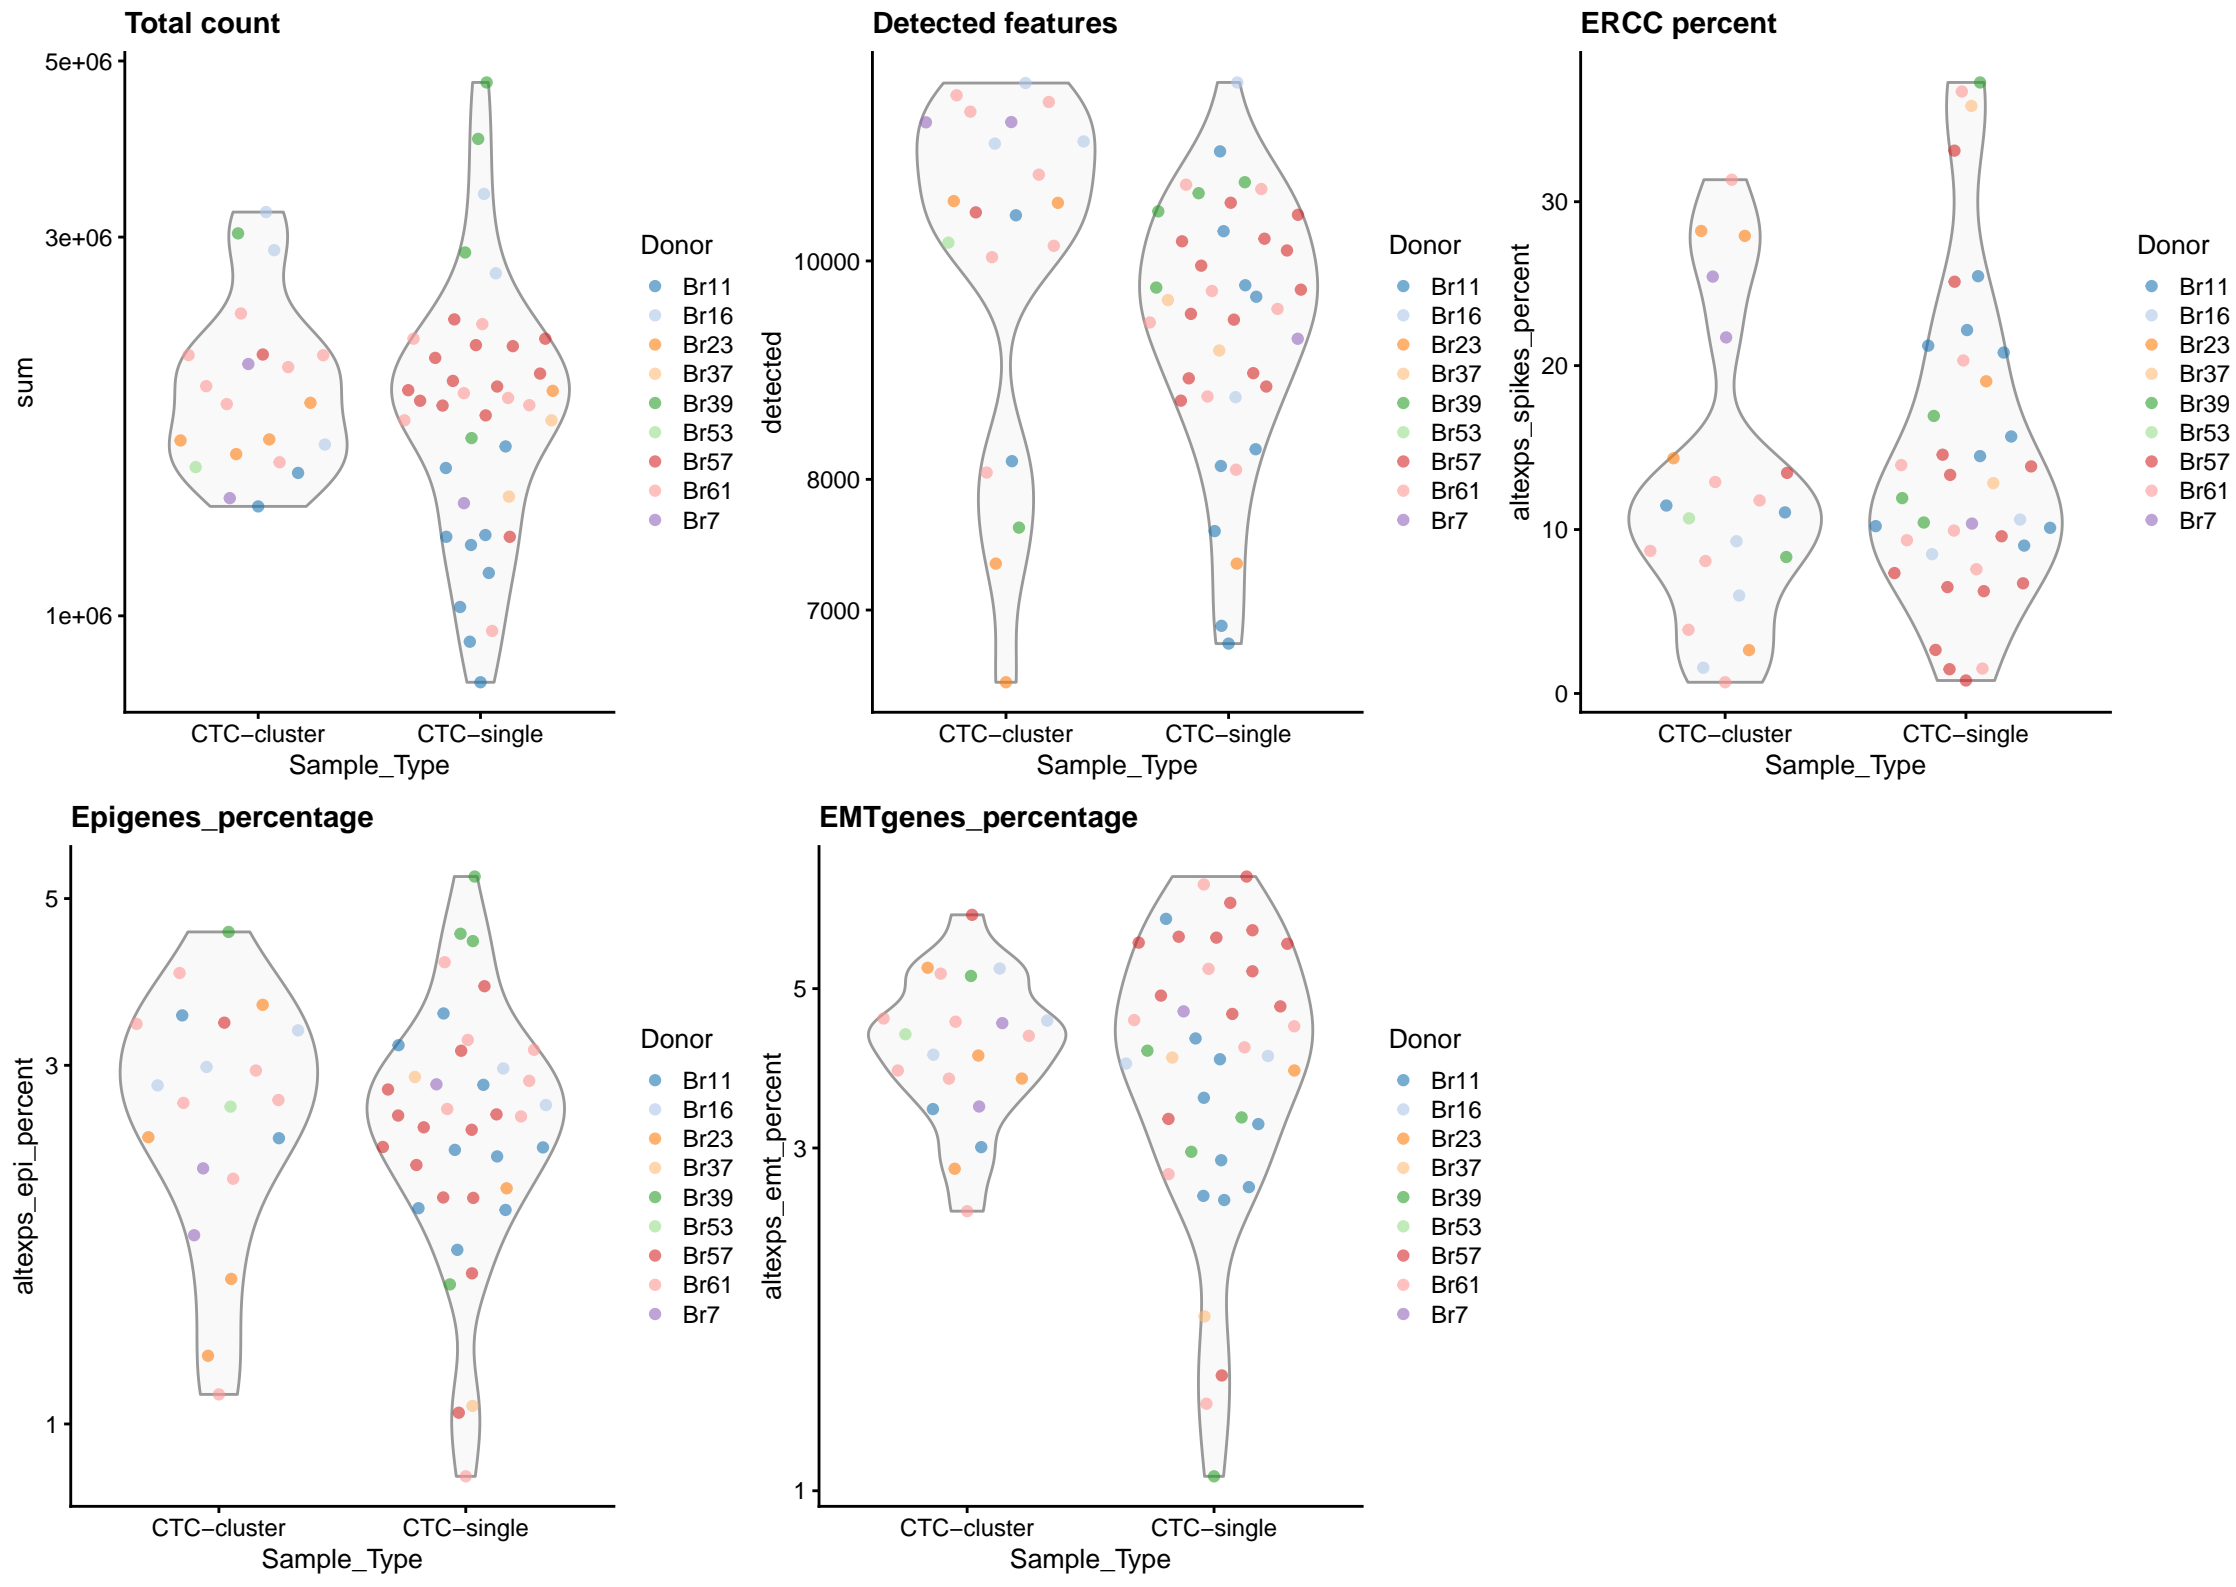 Total count
5e+06
3e+06
1e+06
sum
CTC−cluster
CTC−single
Sample_Type
Donor
Br11
Br16
Br23
Br37
Br39
Br53
Br57
Br61
Br7
Detected features
10000
8000
7000
detected
CTC−cluster
CTC−single
Sample_Type
Donor
Br11
Br16
Br23
Br37
Br39
Br53
Br57
Br61
Br7
ERCC percent
30
20
10
0
altexps_spikes_percent
CTC−cluster
CTC−single
Sample_Type
Donor
Br11
Br16
Br23
Br37
Br39
Br53
Br57
Br61
Br7
Epigenes_percentage
5
3
1
altexps_epi_percent
CTC−cluster
CTC−single
Sample_Type
Donor
Br11
Br16
Br23
Br37
Br39
Br53
Br57
Br61
Br7
EMTgenes_percentage
5
3
1
altexps_emt_percent
CTC−cluster
CTC−single
Sample_Type
Donor
Br11
Br16
Br23
Br37
Br39
Br53
Br57
Br61
Br7